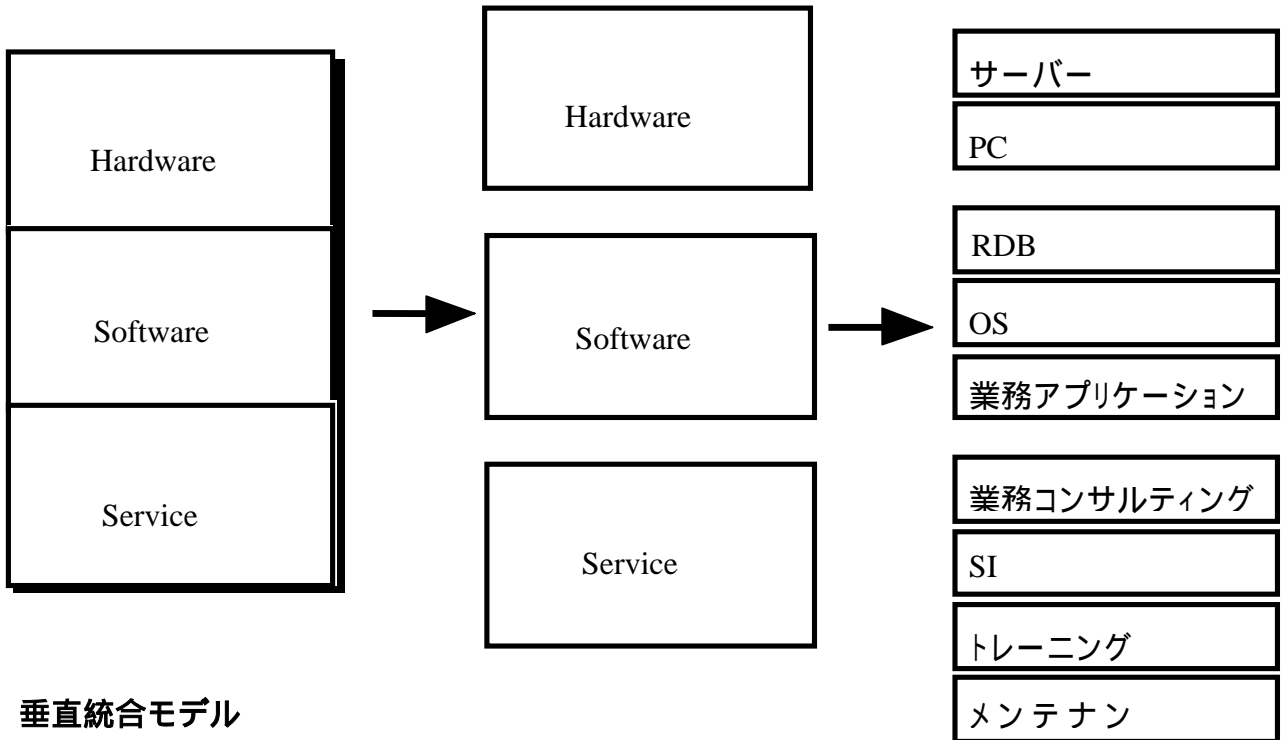 Hardware
Software
Service
垂直統合モデル
Hardware
Software
Service
サーバー
PC
RDB
OS
業務アプリケーション
業務コンサルティング
SI
トレーニング
メンテナン